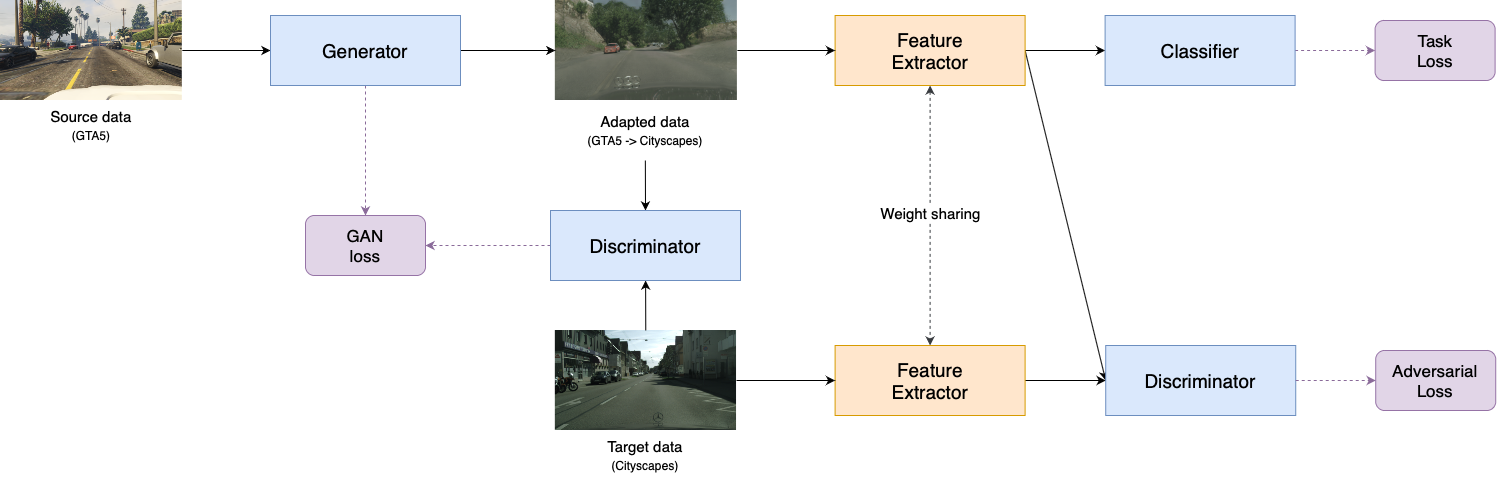 Generator
Feature
Extractor
Classifier
Task
Loss
Source data
(GTA5)
Adapted data
(GTA5 -> Cityscapes)
Weight sharing
GAN
loss
Discriminator
Feature
Extractor
Discriminator
Adversarial
Loss
Target data
(Cityscapes)